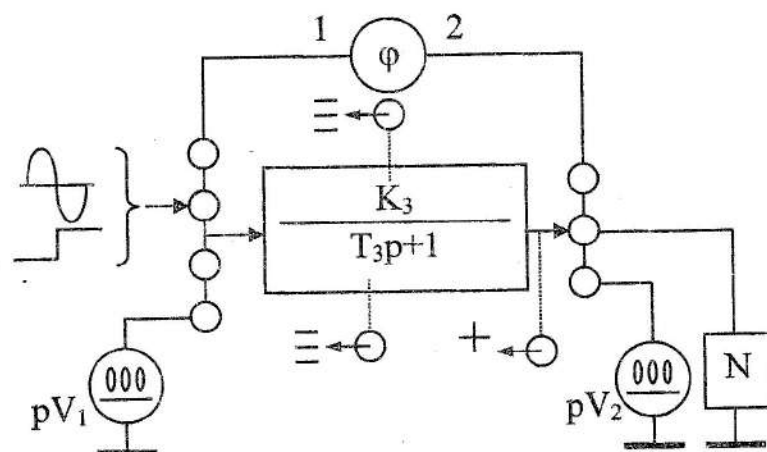 1 φ 2
K₃
T₃p+1
+
000
pV₁
000
pV₂
N